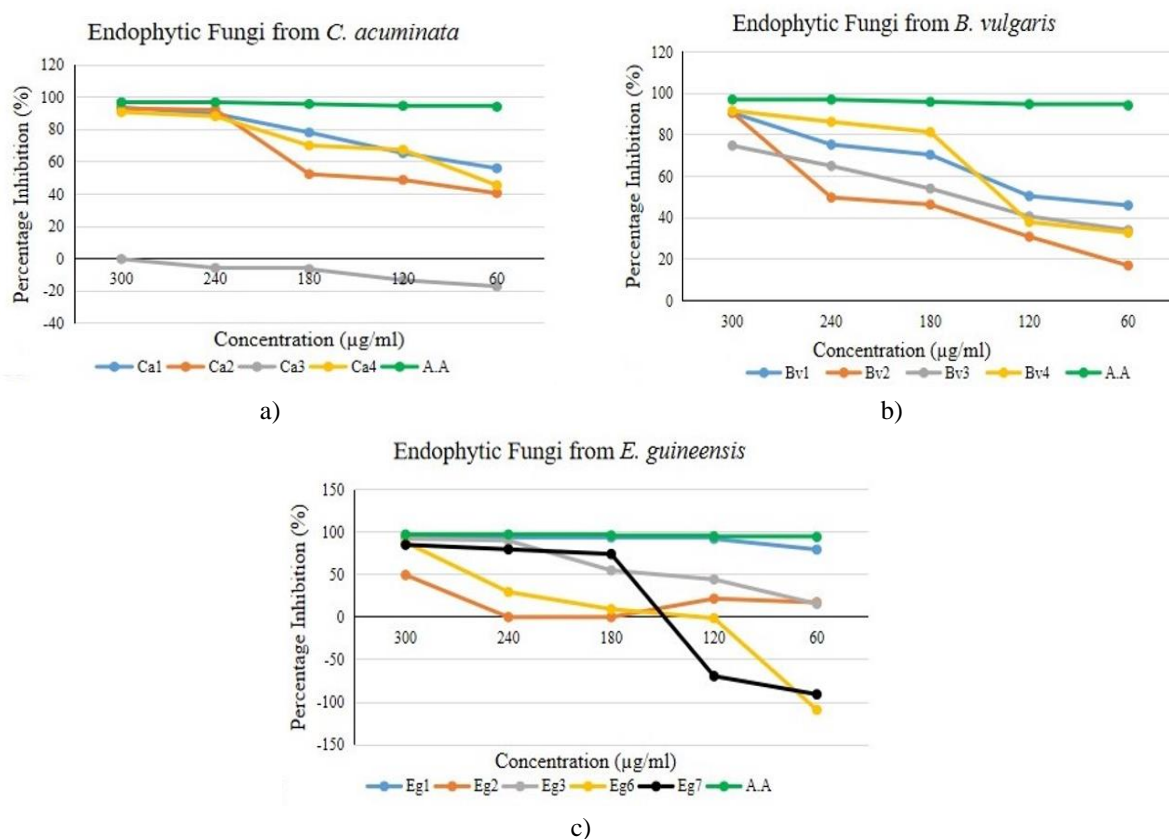 Endophytic Fungi from C. acuminata
Percentage Inhibition (%)
120
100
80
60
40
20
0
-20
-40
300 240 180 120 60
Concentration (µg/ml)
Ca1 Ca2 Ca3 Ca4 A.A
a)
Endophytic Fungi from B. vulgaris
Percentage Inhibition (%)
120
100
80
60
40
20
0
300 240 180 120 60
Concentration (µg/ml)
Bv1 Bv2 Bv3 Bv4 A.A
b)
Endophytic Fungi from E. guineensis
Percentage Inhibition (%)
150
100
50
0
-50
-100
-150
300 240 180 120 60
Concentration (µg/ml)
Eg1 Eg2 Eg3 Eg6 Eg7 A.A
c)